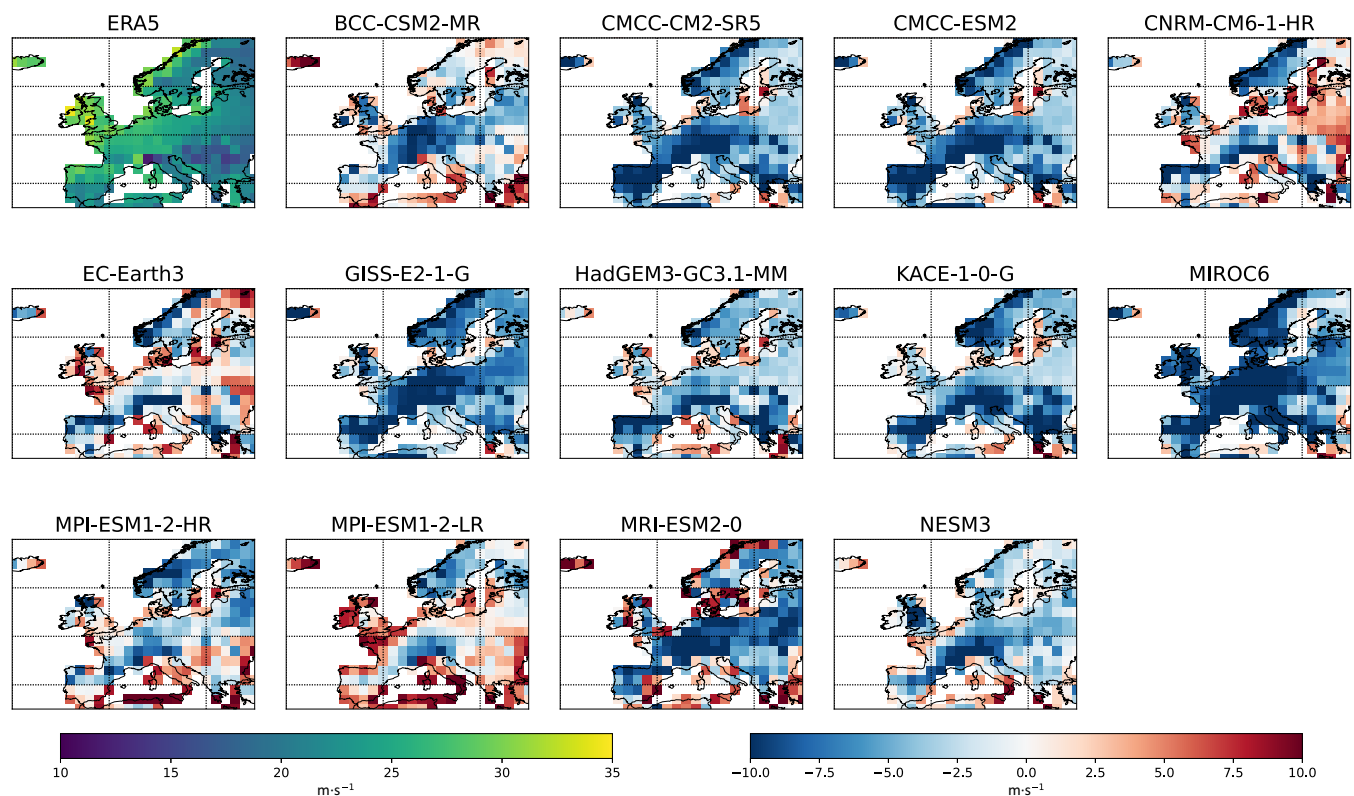 ERA5 BCC-CSM2-MR CMCC-CM2-SR5 CMCC-ESM2 CNRM-CM6-1-HR
EC-Earth3 GISS-E2-1-G HadGEM3-GC3.1-MM KACE-1-0-G MIROC6
MPI-ESM1-2-HR MPI-ESM1-2-LR MRI-ESM2-0 NESM3
10 15 20 25 30 35
m·s⁻¹
−10.0 −7.5 −5.0 −2.5 0.0 2.5 5.0 7.5 10.0
m·s⁻¹